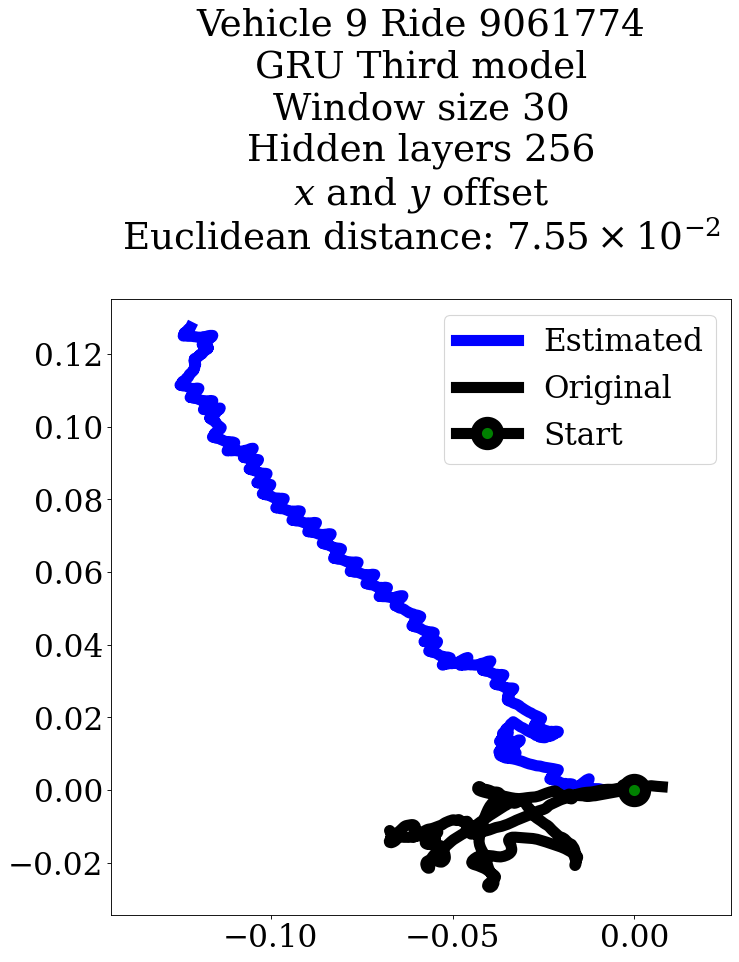 Vehicle 9 Ride 9061774
GRU Third model
Window size 30
Hidden layers 256
x and y offset
Euclidean distance: 7.55 × 10⁻²
Estimated
Original
Start
0.12
0.10
0.08
0.06
0.04
0.02
0.00
−0.02
−0.10
−0.05
0.00